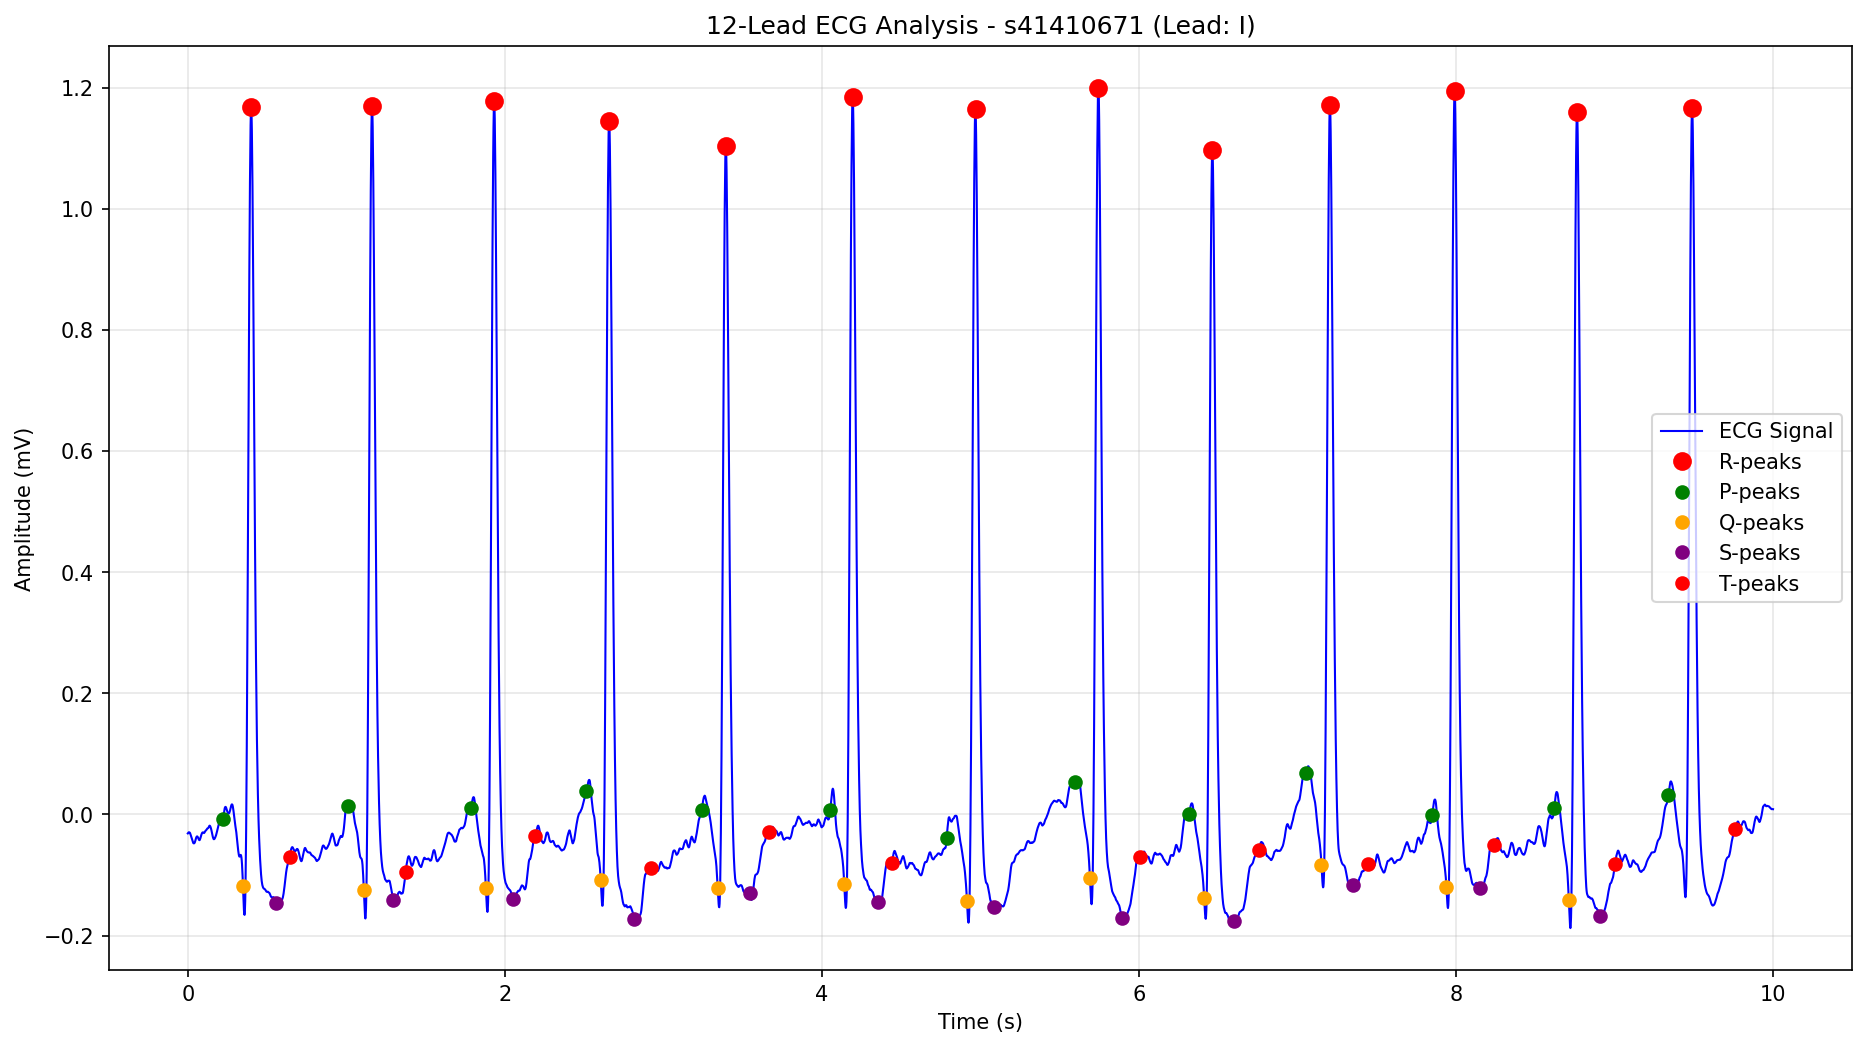 12-Lead ECG Analysis - s41410671 (Lead: I)
Amplitude (mV)
1.2
1.0
0.8
0.6
0.4
0.2
0.0
−0.2
ECG Signal
R-peaks
P-peaks
Q-peaks
S-peaks
T-peaks
0 2 4 6 8 10
Time (s)